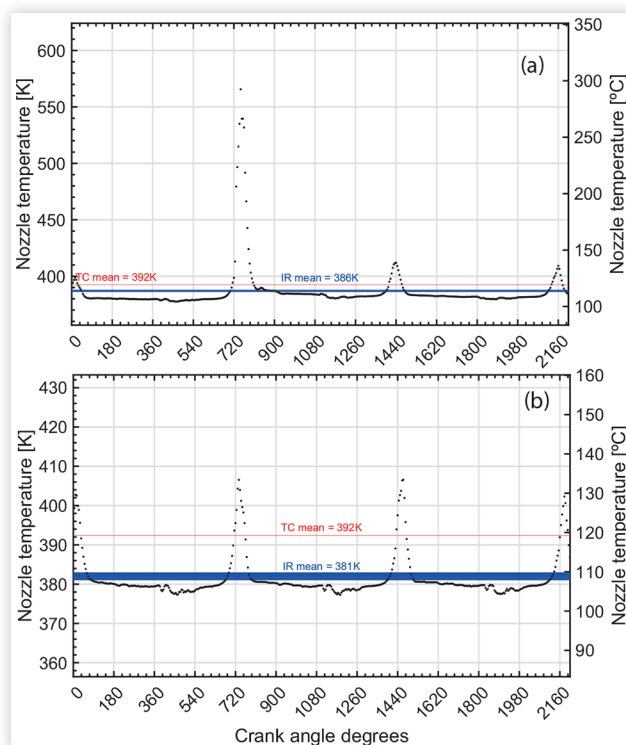 (a)
Nozzle temperature [K]
600
550
500
450
400
350
300
250
200
150
100
Nozzle temperature [ºC]
TC mean = 392K
IR mean = 386K
0 180 360 540 720 900 1080 1260 1440 1620 1800 1980 2160
(b)
Nozzle temperature [K]
430
420
410
400
390
380
370
360
160
150
140
130
120
110
100
90
Nozzle temperature [ºC]
TC mean = 392K
IR mean = 381K
0 180 360 540 720 900 1080 1260 1440 1620 1800 1980 2160
Crank angle degrees